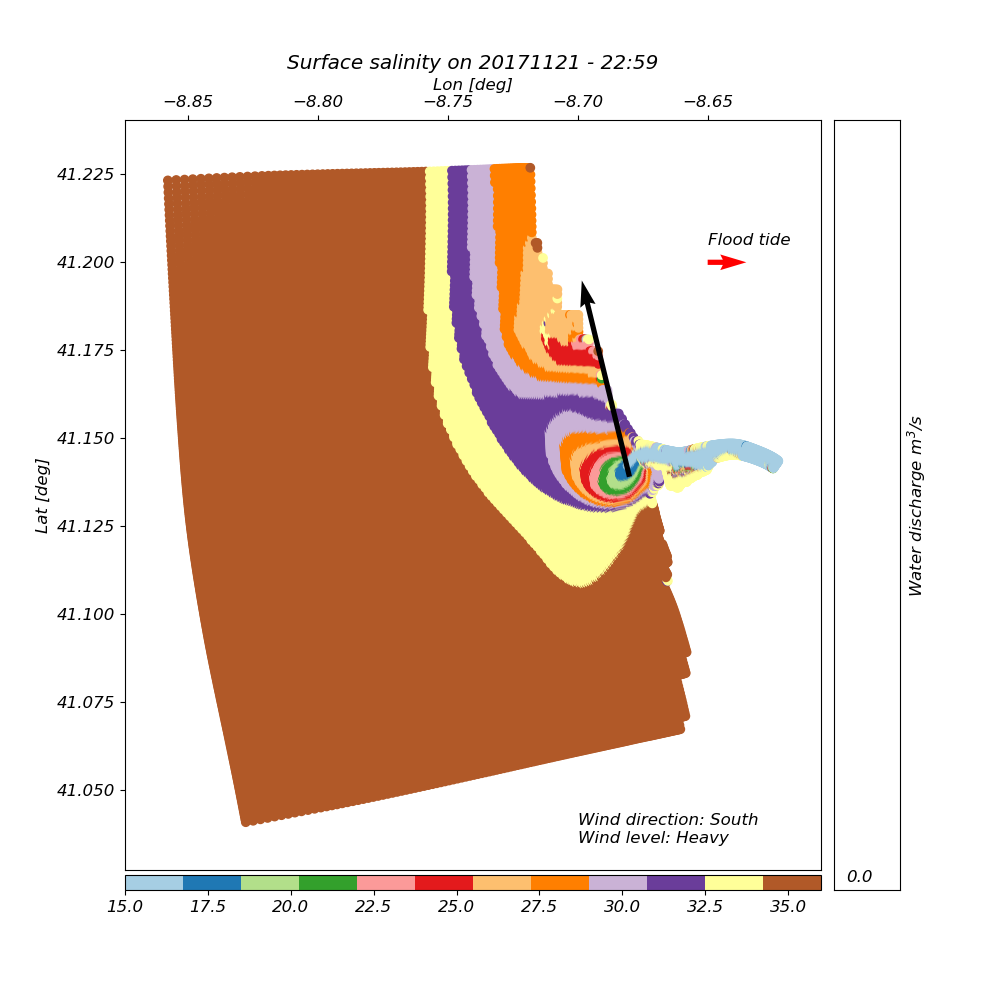 Surface salinity on 20171121 - 22:59
Lon [deg]
−8.85 −8.80 −8.75 −8.70 −8.65
41.225
41.200
41.175
41.150
41.125
41.100
41.075
41.050
Lat [deg]
Flood tide
Wind direction: South
Wind level: Heavy
15.0 17.5 20.0 22.5 25.0 27.5 30.0 32.5 35.0
0.0
Water discharge m³/s